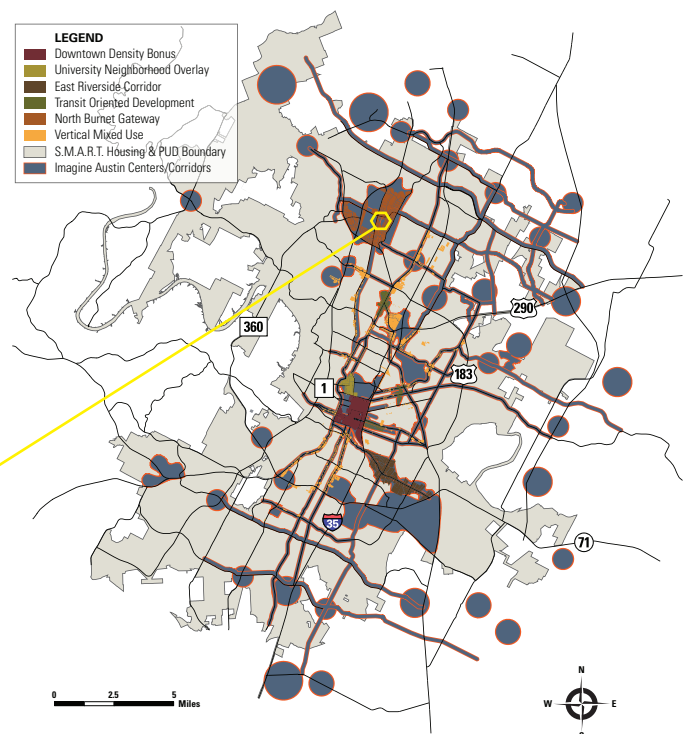 LEGEND
Downtown Density Bonus
University Neighborhood Overlay
East Riverside Corridor
Transit Oriented Development
North Burnet Gateway
Vertical Mixed Use
S.M.A.R.T. Housing & PUD Boundary
Imagine Austin Centers/Corridors
290
360
183
1
35
71
0 2.5 5
Miles
N
W E